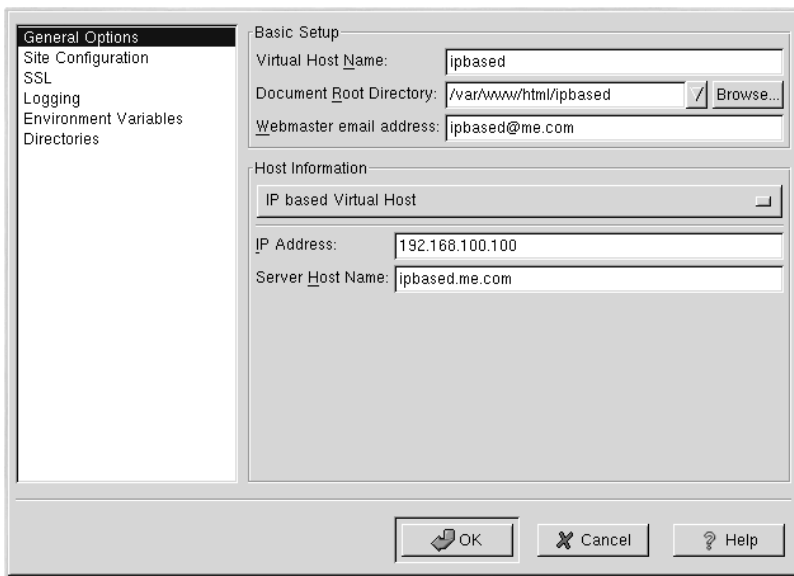 General Options
Site Configuration
SSL
Logging
Environment Variables
Directories
Basic Setup
Virtual Host Name:
ipbased
Document Root Directory:
/var/www/html/ipbased
Browse...
Webmaster email address:
ipbased@me.com
Host Information
IP based Virtual Host
IP Address:
192.168.100.100
Server Host Name:
ipbased.me.com
OK
Cancel
Help